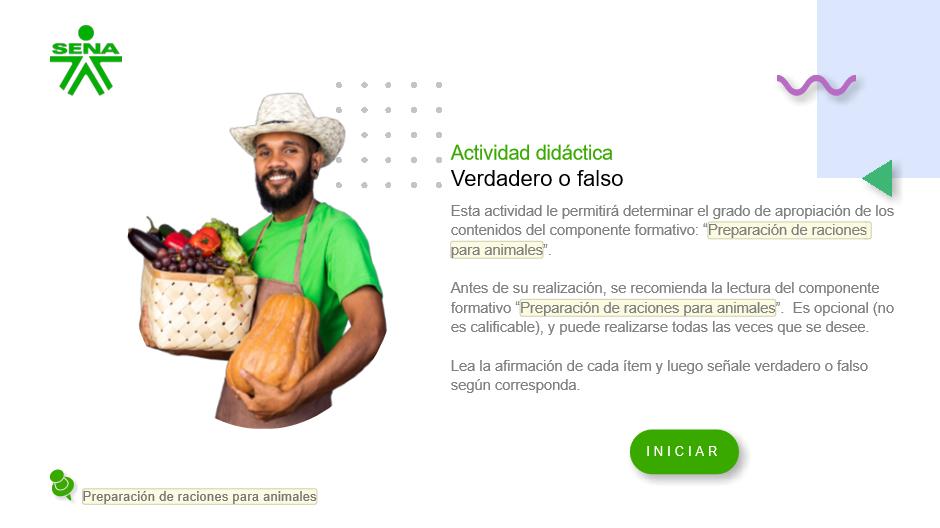 SENA
Actividad didáctica
Verdadero o falso
Esta actividad le permitirá determinar el grado de apropiación de los
contenidos del componente formativo: “Preparación de raciones
para animales”.
Antes de su realización, se recomienda la lectura del componente
formativo “Preparación de raciones para animales”. Es opcional (no
es calificable), y puede realizarse todas las veces que se desee.
Lea la afirmación de cada ítem y luego señale verdadero o falso
según corresponda.
INICIAR
Preparación de raciones para animales